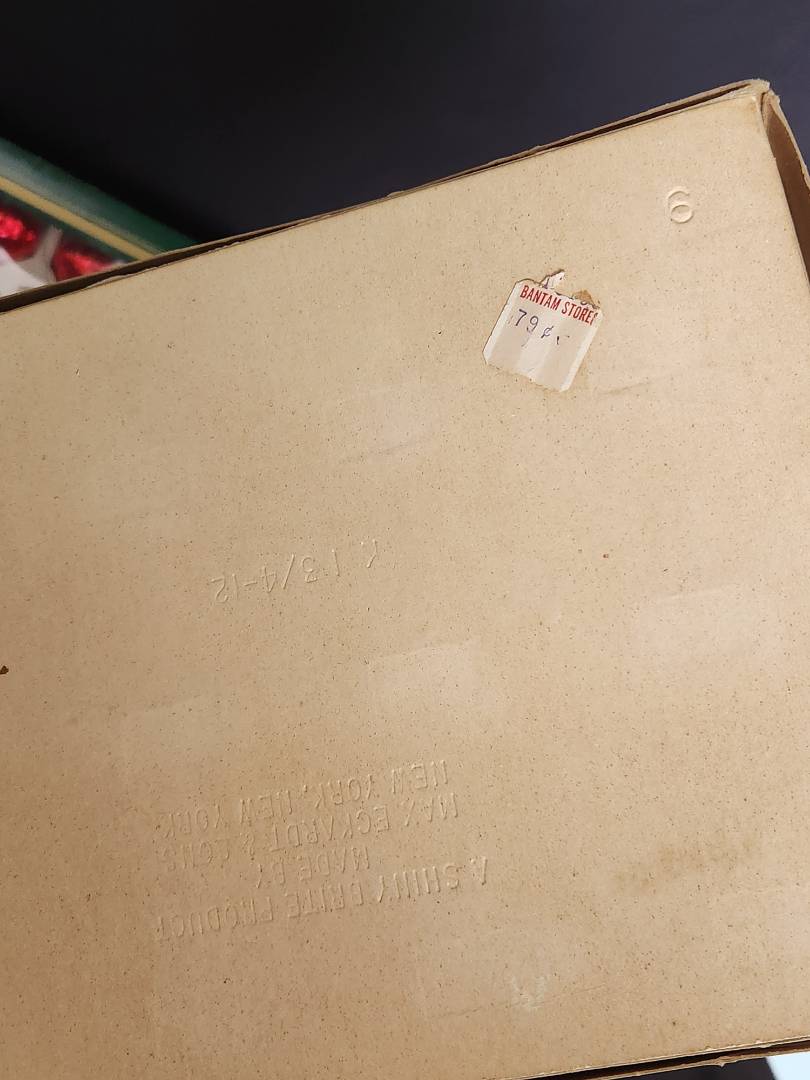 6
BANTAM STORES
79¢
K 1 3/4-12
A SHINY BRITE PRODUCT
MADE BY
MAX ECKARDT & SONS
NEW YORK, NEW YORK